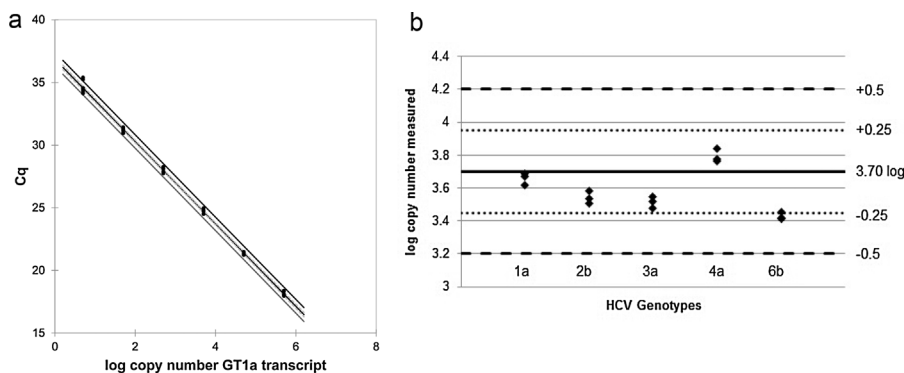 a
40
35
30
25
20
15
Cq
0 2 4 6 8
log copy number GT1a transcript
b
4.4
4.2
4
3.8
3.6
3.4
3.2
3
log copy number measured
+0.5
+0.25
3.70 log
-0.25
-0.5
1a 2b 3a 4a 6b
HCV Genotypes